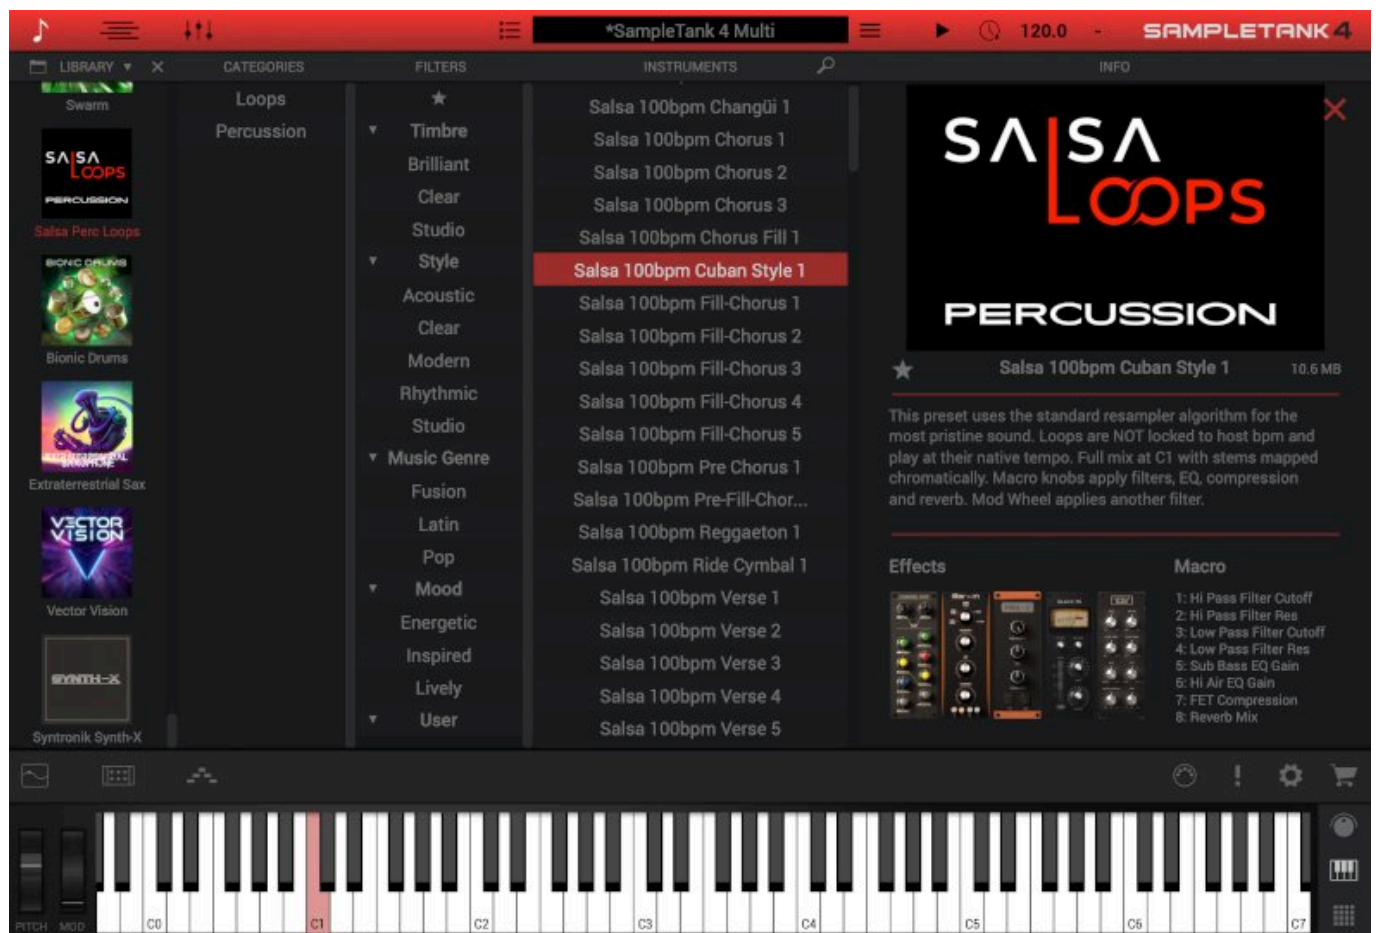 *SampleTank 4 Multi
120.0
-
SAMPLETANK 4
LIBRARY
CATEGORIES
FILTERS
INSTRUMENTS
INFO
Swarm
SALSA
LOOPS
PERCUSSION
Salsa Perc Loops
BIONIC DRUMS
Bionic Drums
Extraterrestrial Sax
VECTOR
VISION
Vector Vision
SYNTH-X
Syntronik Synth-X
Loops
Percussion
Timbre
Brilliant
Clear
Studio
Style
Acoustic
Clear
Modern
Rhythmic
Studio
Music Genre
Fusion
Latin
Pop
Mood
Energetic
Inspired
Lively
User
Salsa 100bpm Changüi 1
Salsa 100bpm Chorus 1
Salsa 100bpm Chorus 2
Salsa 100bpm Chorus 3
Salsa 100bpm Chorus Fill 1
Salsa 100bpm Cuban Style 1
Salsa 100bpm Fill-Chorus 1
Salsa 100bpm Fill-Chorus 2
Salsa 100bpm Fill-Chorus 3
Salsa 100bpm Fill-Chorus 4
Salsa 100bpm Fill-Chorus 5
Salsa 100bpm Pre Chorus 1
Salsa 100bpm Pre-Fill-Chor...
Salsa 100bpm Reggaeton 1
Salsa 100bpm Ride Cymbal 1
Salsa 100bpm Verse 1
Salsa 100bpm Verse 2
Salsa 100bpm Verse 3
Salsa 100bpm Verse 4
Salsa 100bpm Verse 5
SALSA
LOOPS
PERCUSSION
Salsa 100bpm Cuban Style 1
10.6 MB
This preset uses the standard resampler algorithm for the
most pristine sound. Loops are NOT locked to host bpm and
play at their native tempo. Full mix at C1 with stems mapped
chromatically. Macro knobs apply filters, EQ, compression
and reverb. Mod Wheel applies another filter.
Effects
Macro
1: Hi Pass Filter Cutoff
2: Hi Pass Filter Res
3: Low Pass Filter Cutoff
4: Low Pass Filter Res
5: Sub Bass EQ Gain
6: Hi Air EQ Gain
7: FET Compression
8: Reverb Mix
PITCH MOD
C0 C1 C2 C3 C4 C5 C6 C7